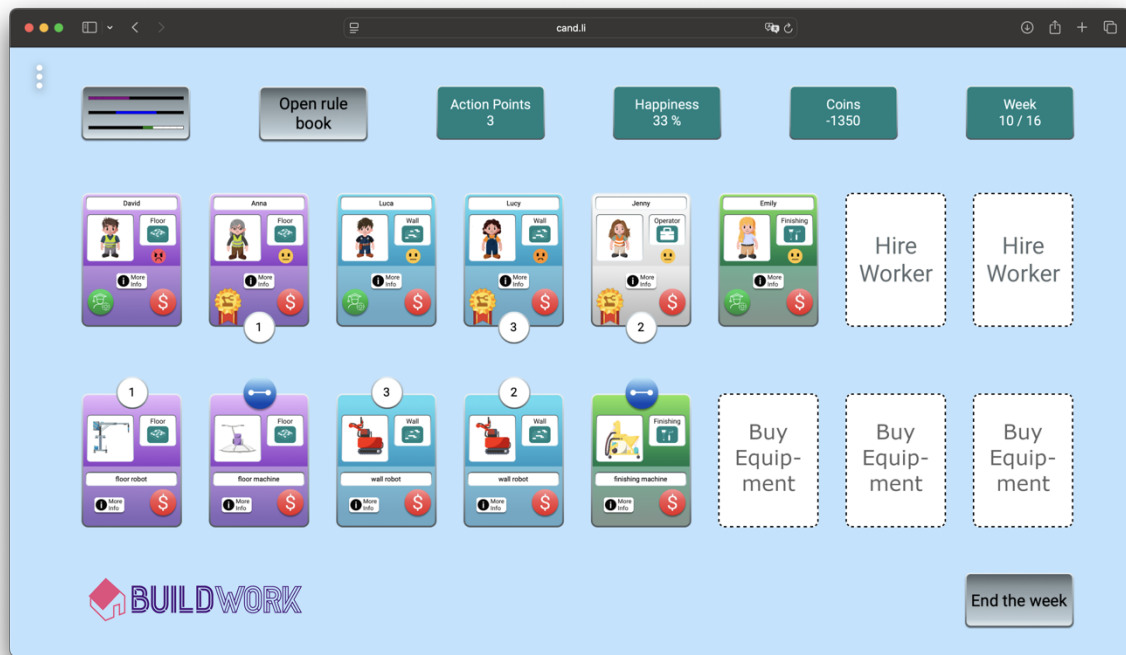 cand.li
Open rule
book
Action Points
3
Happiness
33 %
Coins
-1350
Week
10 / 16
David
Floor
More
Info
$
Anna
Floor
More
Info
$
1
Luca
Wall
More
Info
$
Lucy
Wall
More
Info
$
3
Jenny
Operator
More
Info
$
2
Emily
Finishing
More
Info
$
Hire
Worker
Hire
Worker
1
Floor
floor robot
More
Info
$
Floor
floor machine
More
Info
$
3
Wall
wall robot
More
Info
$
2
Wall
wall robot
More
Info
$
Finishing
finishing machine
More
Info
$
Buy
Equip-
ment
Buy
Equip-
ment
Buy
Equip-
ment
BUILDWORK
End the week